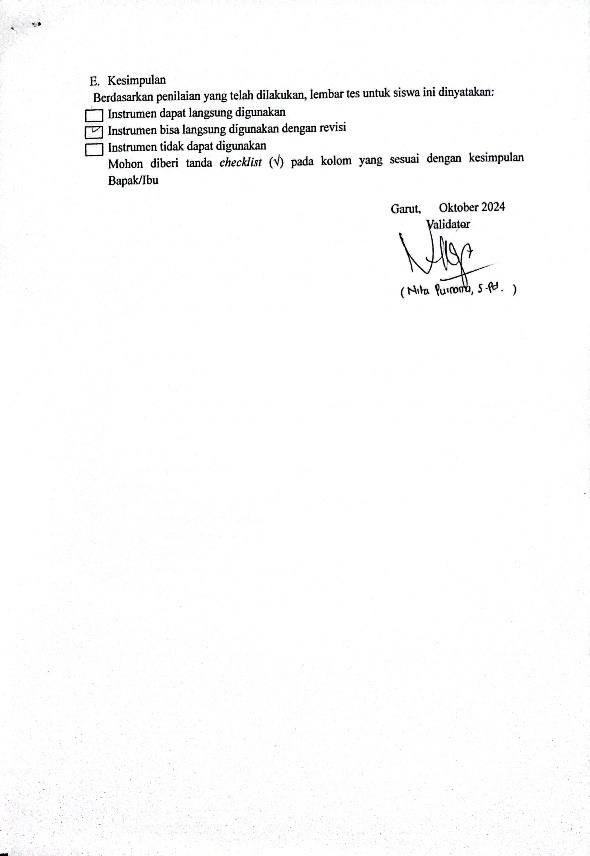 E. Kesimpulan
Berdasarkan penilaian yang telah dilakukan, lembar tes untuk siswa ini dinyatakan:
Instrumen dapat langsung digunakan
Instrumen bisa langsung digunakan dengan revisi
Instrumen tidak dapat digunakan
Mohon diberi tanda checklist (√) pada kolom yang sesuai dengan kesimpulan
Bapak/Ibu
Garut, Oktober 2024
Validator
( Nita Purnama, S.Pd. )